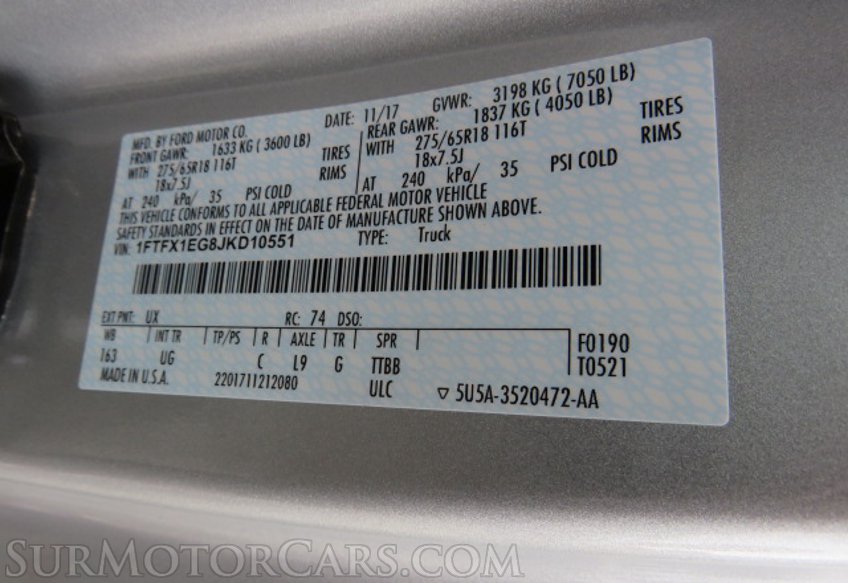 MFD. BY FORD MOTOR CO.
DATE: 11/17 GVWR: 3198 KG ( 7050 LB)
FRONT GAWR: 1633 KG ( 3600 LB) REAR GAWR: 1837 KG ( 4050 LB)
WITH 275/65R18 116T TIRES WITH 275/65R18 116T TIRES
18x7.5J RIMS 18x7.5J RIMS
AT 240 kPa/ 35 PSI COLD AT 240 kPa/ 35 PSI COLD
THIS VEHICLE CONFORMS TO ALL APPLICABLE FEDERAL MOTOR VEHICLE
SAFETY STANDARDS IN EFFECT ON THE DATE OF MANUFACTURE SHOWN ABOVE.
VIN: 1FTFX1EG8JKD10551 TYPE: Truck
EXT PNT: UX RC: 74 DSO:
WB INT TR TP/PS R AXLE TR SPR F0190
163 UG C L9 G TTBB T0521
MADE IN U.S.A. 2201711212080 ULC ▽ 5U5A-3520472-AA
SURMOTORCARS.COM